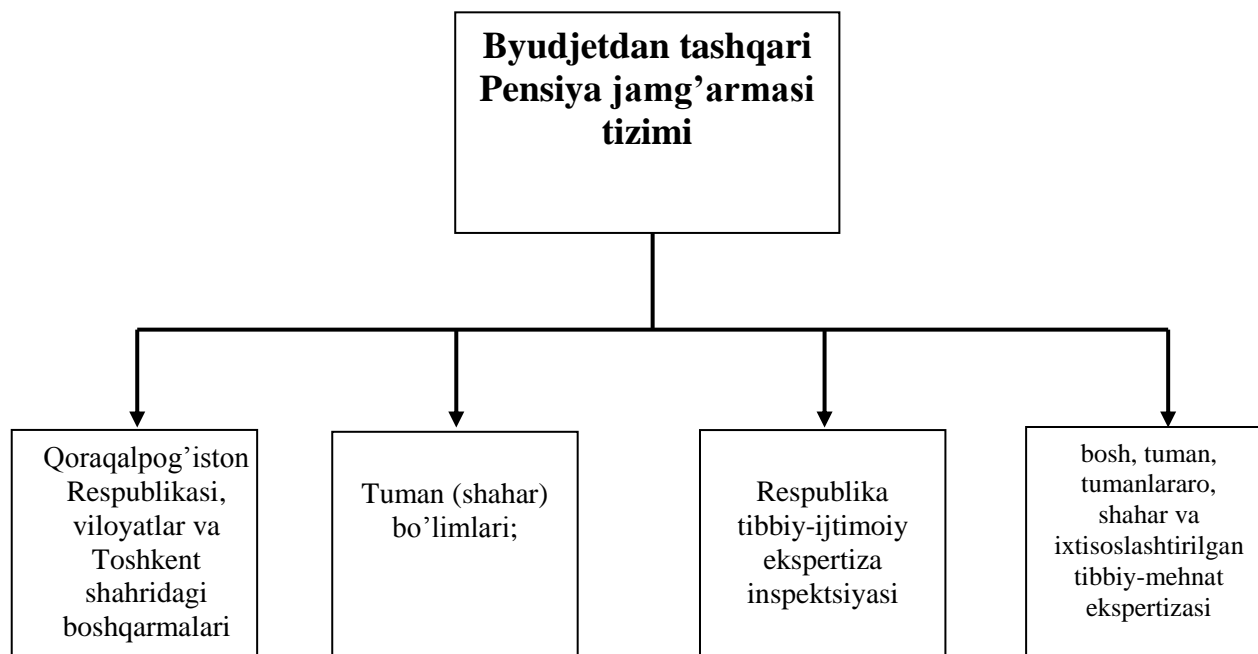 Byudjetdan tashqari
Pensiya jamg’armasi
tizimi
Qoraqalpog’iston
Respublikasi,
viloyatlar va
Toshkent
shahridagi
boshqarmalari
Tuman (shahar)
bo’limlari;
Respublika
tibbiy-ijtimoiy
ekspertiza
inspektsiyasi
bosh, tuman,
tumanlararo,
shahar va
ixtisoslashtirilgan
tibbiy-mehnat
ekspertizasi